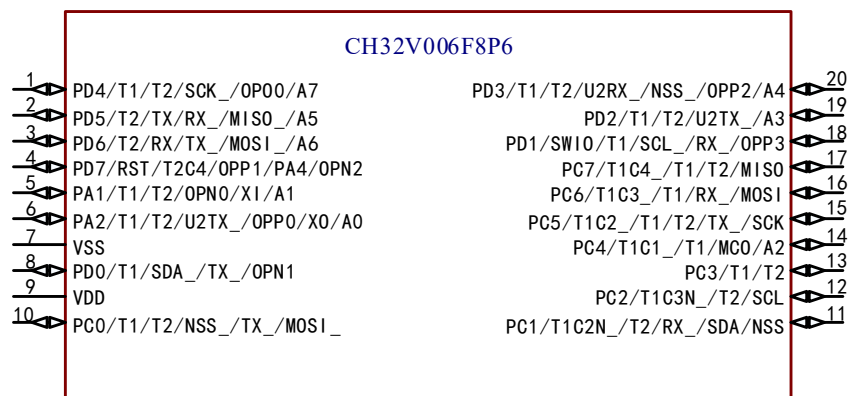 CH32V006F8P6
1 PD4/T1/T2/SCK_/OPO0/A7 PD3/T1/T2/U2RX_/NSS_/OPP2/A4 20
2 PD5/T2/TX/RX_/MISO_/A5 PD2/T1/T2/U2TX_/A3 19
3 PD6/T2/RX/TX_/MOSI_/A6 PD1/SWIO/T1/SCL_/RX_/OPP3 18
4 PD7/RST/T2C4/OPP1/PA4/OPN2 PC7/T1C4_/T1/T2/MISO 17
5 PA1/T1/T2/OPN0/XI/A1 PC6/T1C3_/T1/RX_/MOSI 16
6 PA2/T1/T2/U2TX_/OPP0/XO/A0 PC5/T1C2_/T1/T2/TX_/SCK 15
7 VSS PC4/T1C1_/T1/MCO/A2 14
8 PD0/T1/SDA_/TX_/OPN1 PC3/T1/T2 13
9 VDD PC2/T1C3N_/T2/SCL 12
10 PC0/T1/T2/NSS_/TX_/MOSI_ PC1/T1C2N_/T2/RX_/SDA/NSS 11